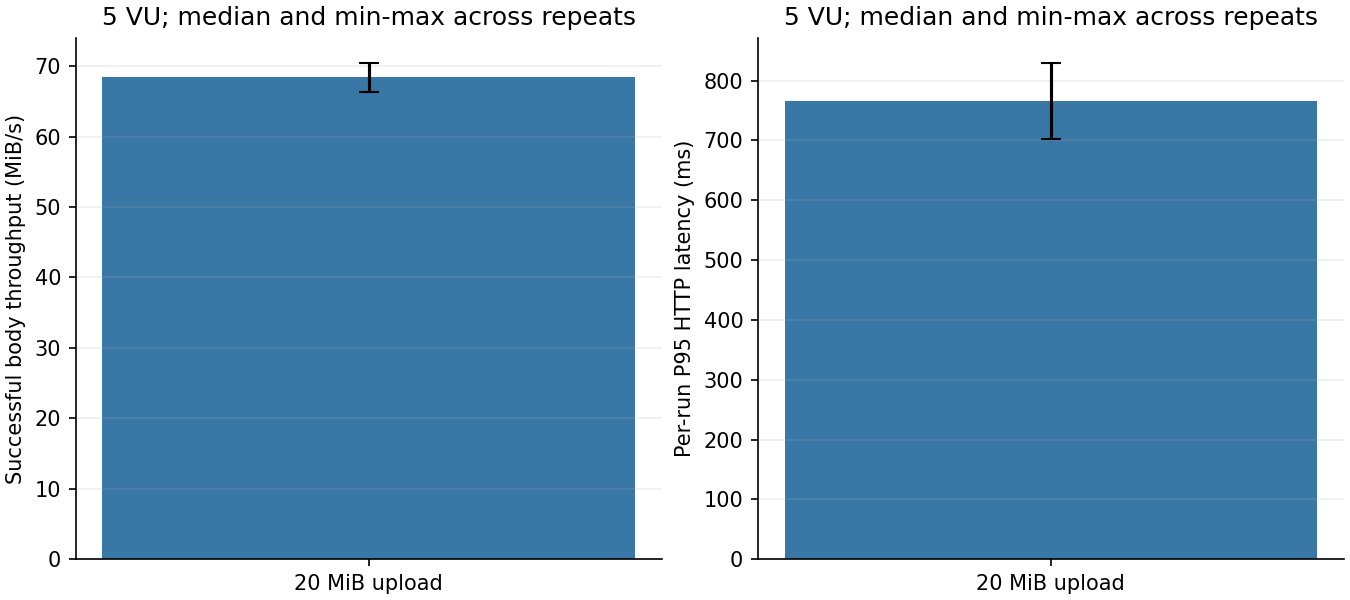 5 VU; median and min-max across repeats
Successful body throughput (MiB/s)
70
60
50
40
30
20
10
0
20 MiB upload
5 VU; median and min-max across repeats
Per-run P95 HTTP latency (ms)
800
700
600
500
400
300
200
100
0
20 MiB upload